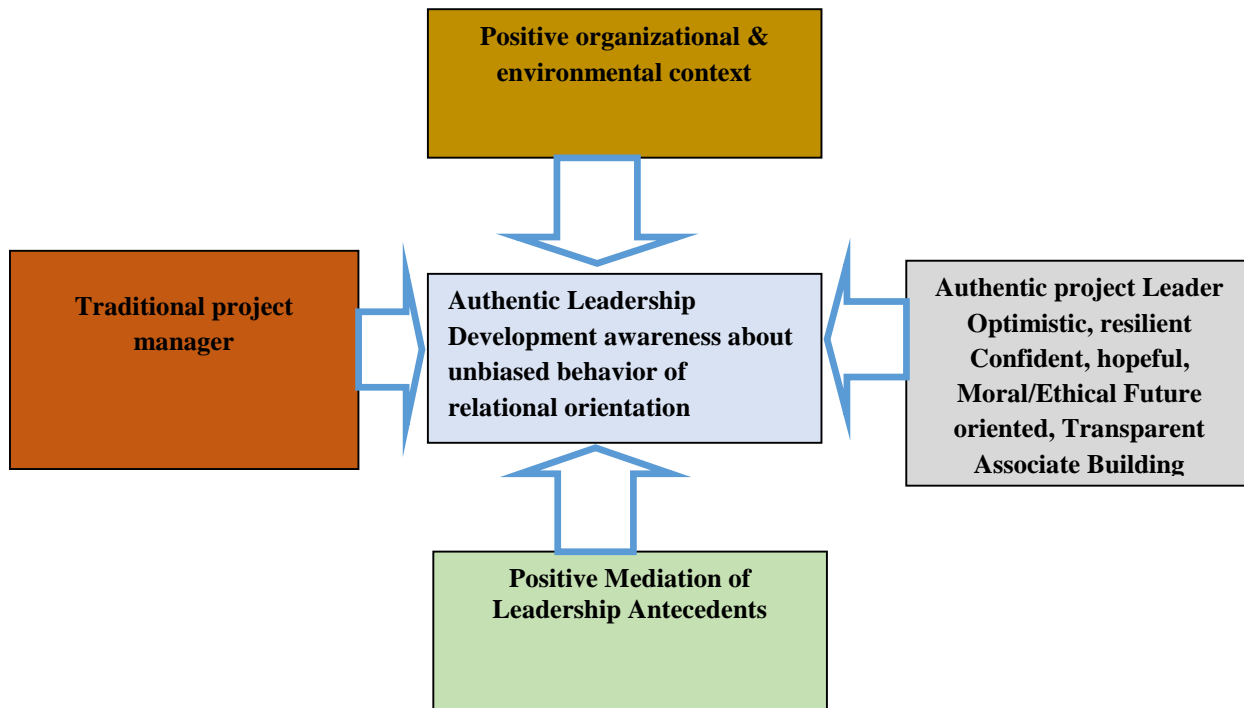 Positive organizational &
environmental context
Traditional project
manager
Authentic Leadership
Development awareness about
unbiased behavior of
relational orientation
Authentic project Leader
Optimistic, resilient
Confident, hopeful,
Moral/Ethical Future
oriented, Transparent
Associate Building
Positive Mediation of
Leadership Antecedents